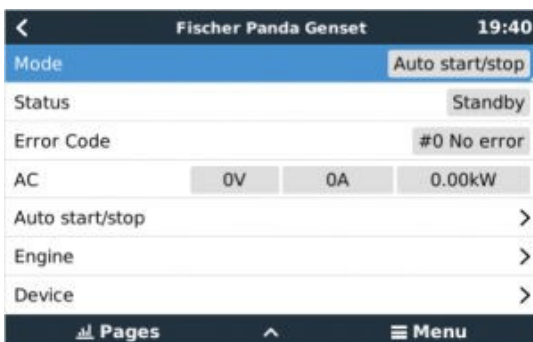 Fischer Panda Genset 19:40
Mode Auto start/stop
Status Standby
Error Code #0 No error
AC 0V 0A 0.00kW
Auto start/stop
Engine
Device
Pages Menu